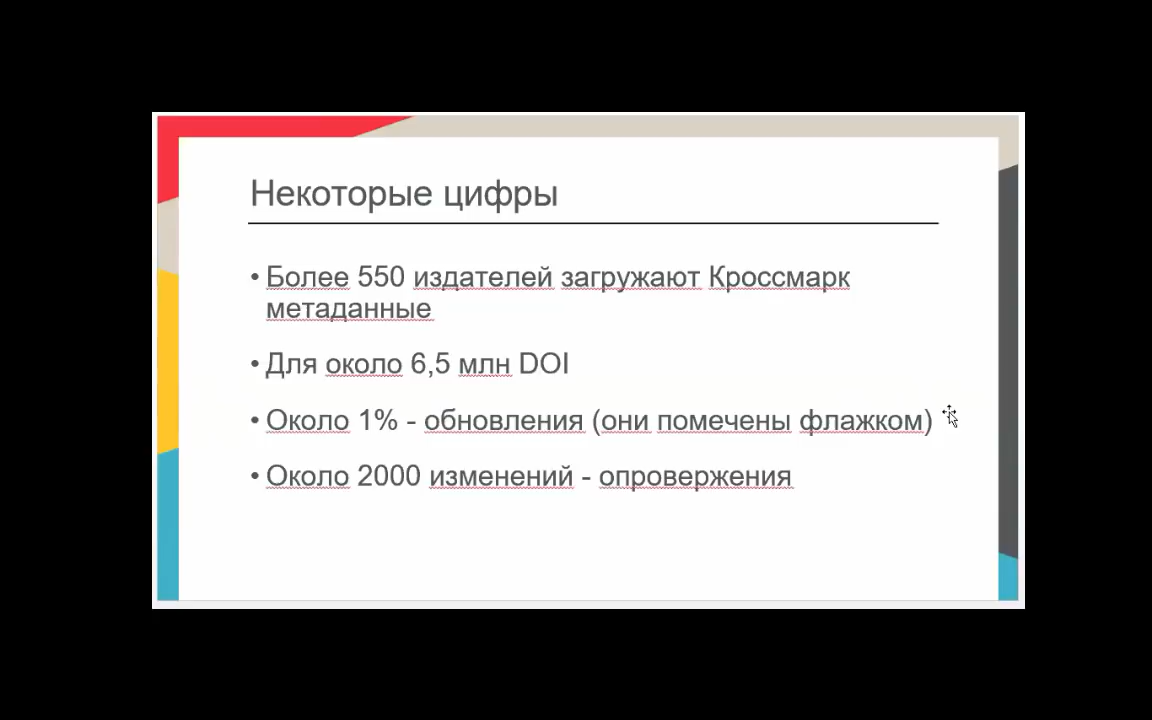 Некоторые цифры
• Более 550 издателей загружают Кроссмарк
метаданные
• Для около 6,5 млн DOI
• Около 1% - обновления (они помечены флажком)
• Около 2000 изменений - опровержения